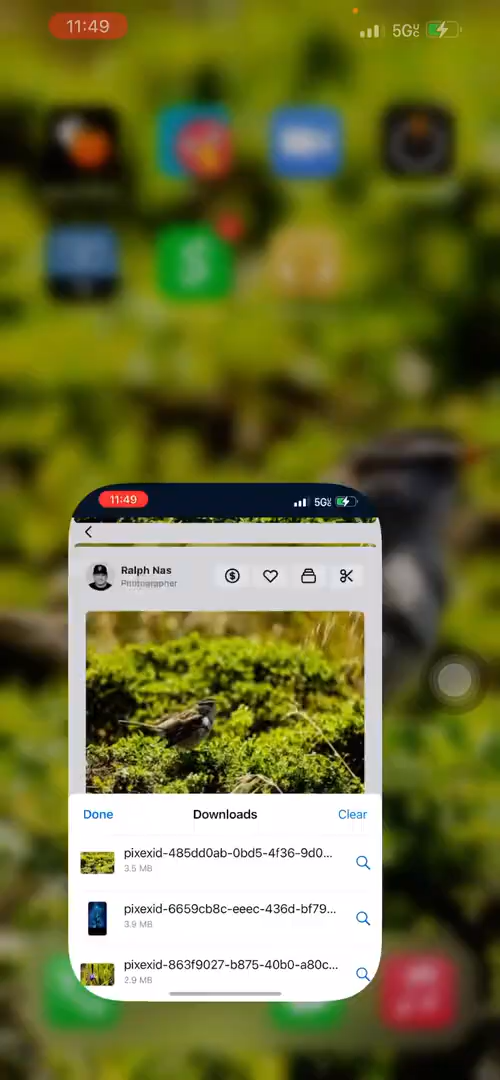 11:49
5G
11:49
5G
Ralph Nas
Photographer
Done
Downloads
Clear
pixexid-485dd0ab-0bd5-4f36-9d0...
3.5 MB
pixexid-6659cb8c-eeec-436d-bf79...
3.9 MB
pixexid-863f9027-b875-40b0-a80c...
2.9 MB